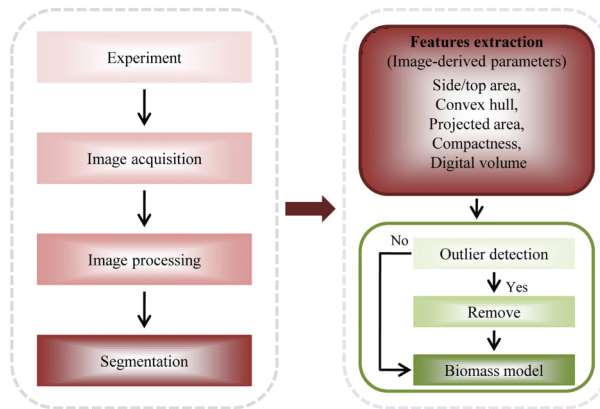 Experiment
Image acquisition
Image processing
Segmentation
Features extraction
(Image-derived parameters)
Side/top area,
Convex hull,
Projected area,
Compactness,
Digital volume
No
Outlier detection
Yes
Remove
Biomass model